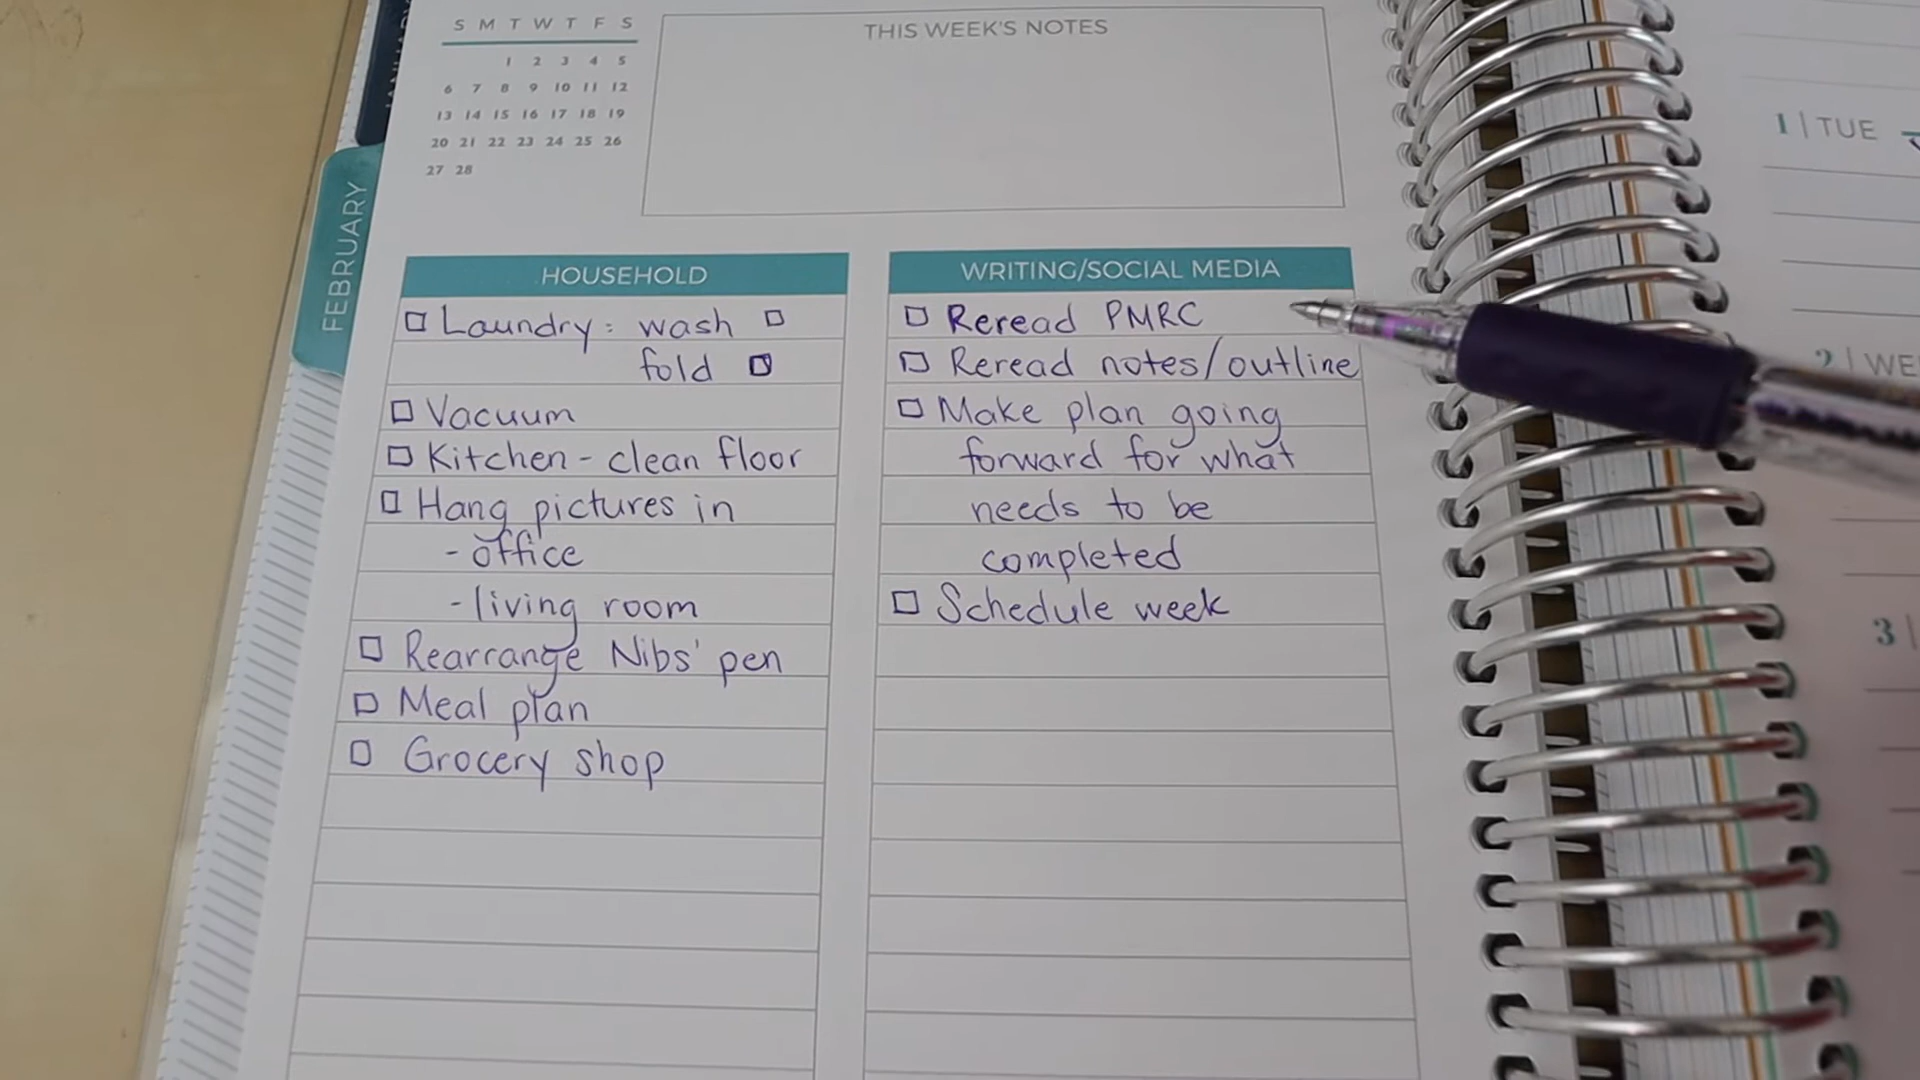 S M T W T F S
1 2 3 4 5
6 7 8 9 10 11 12
13 14 15 16 17 18 19
20 21 22 23 24 25 26
27 28
THIS WEEK'S NOTES
FEBRUARY
HOUSEHOLD
Laundry: wash
fold
Vacuum
Kitchen - clean floor
Hang pictures in
- office
- living room
Rearrange Nibs' pen
Meal plan
Grocery shop
WRITING/SOCIAL MEDIA
Reread PMRC
Reread notes/outline
Make plan going
forward for what
needs to be
completed
Schedule week
1 | TUE
2 | WE
3 |